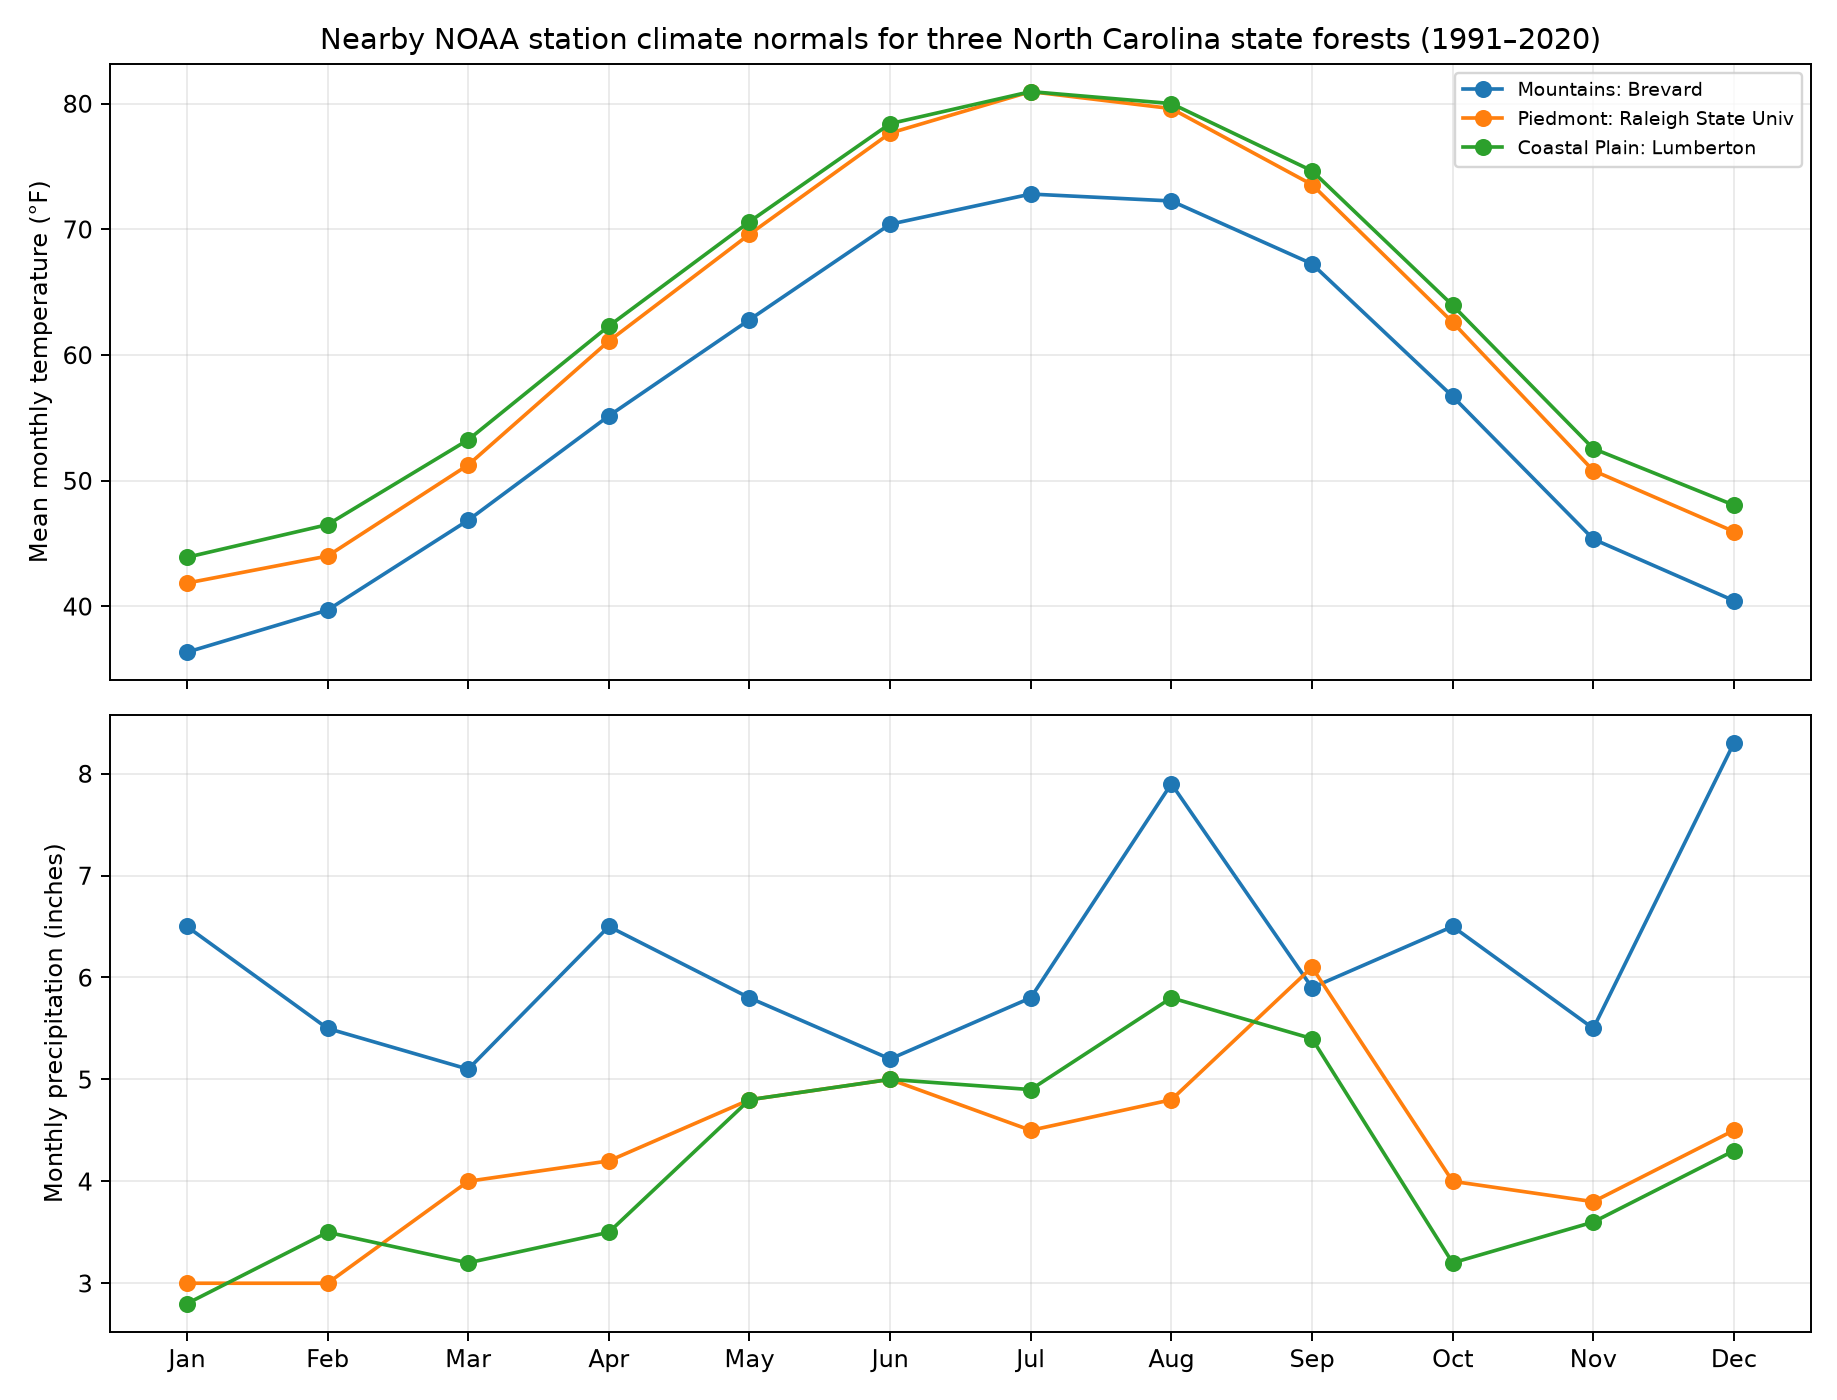 Nearby NOAA station climate normals for three North Carolina state forests (1991–2020)
Mean monthly temperature (°F)
80
70
60
50
40
Mountains: Brevard
Piedmont: Raleigh State Univ
Coastal Plain: Lumberton
Monthly precipitation (inches)
8
7
6
5
4
3
Jan Feb Mar Apr May Jun Jul Aug Sep Oct Nov Dec